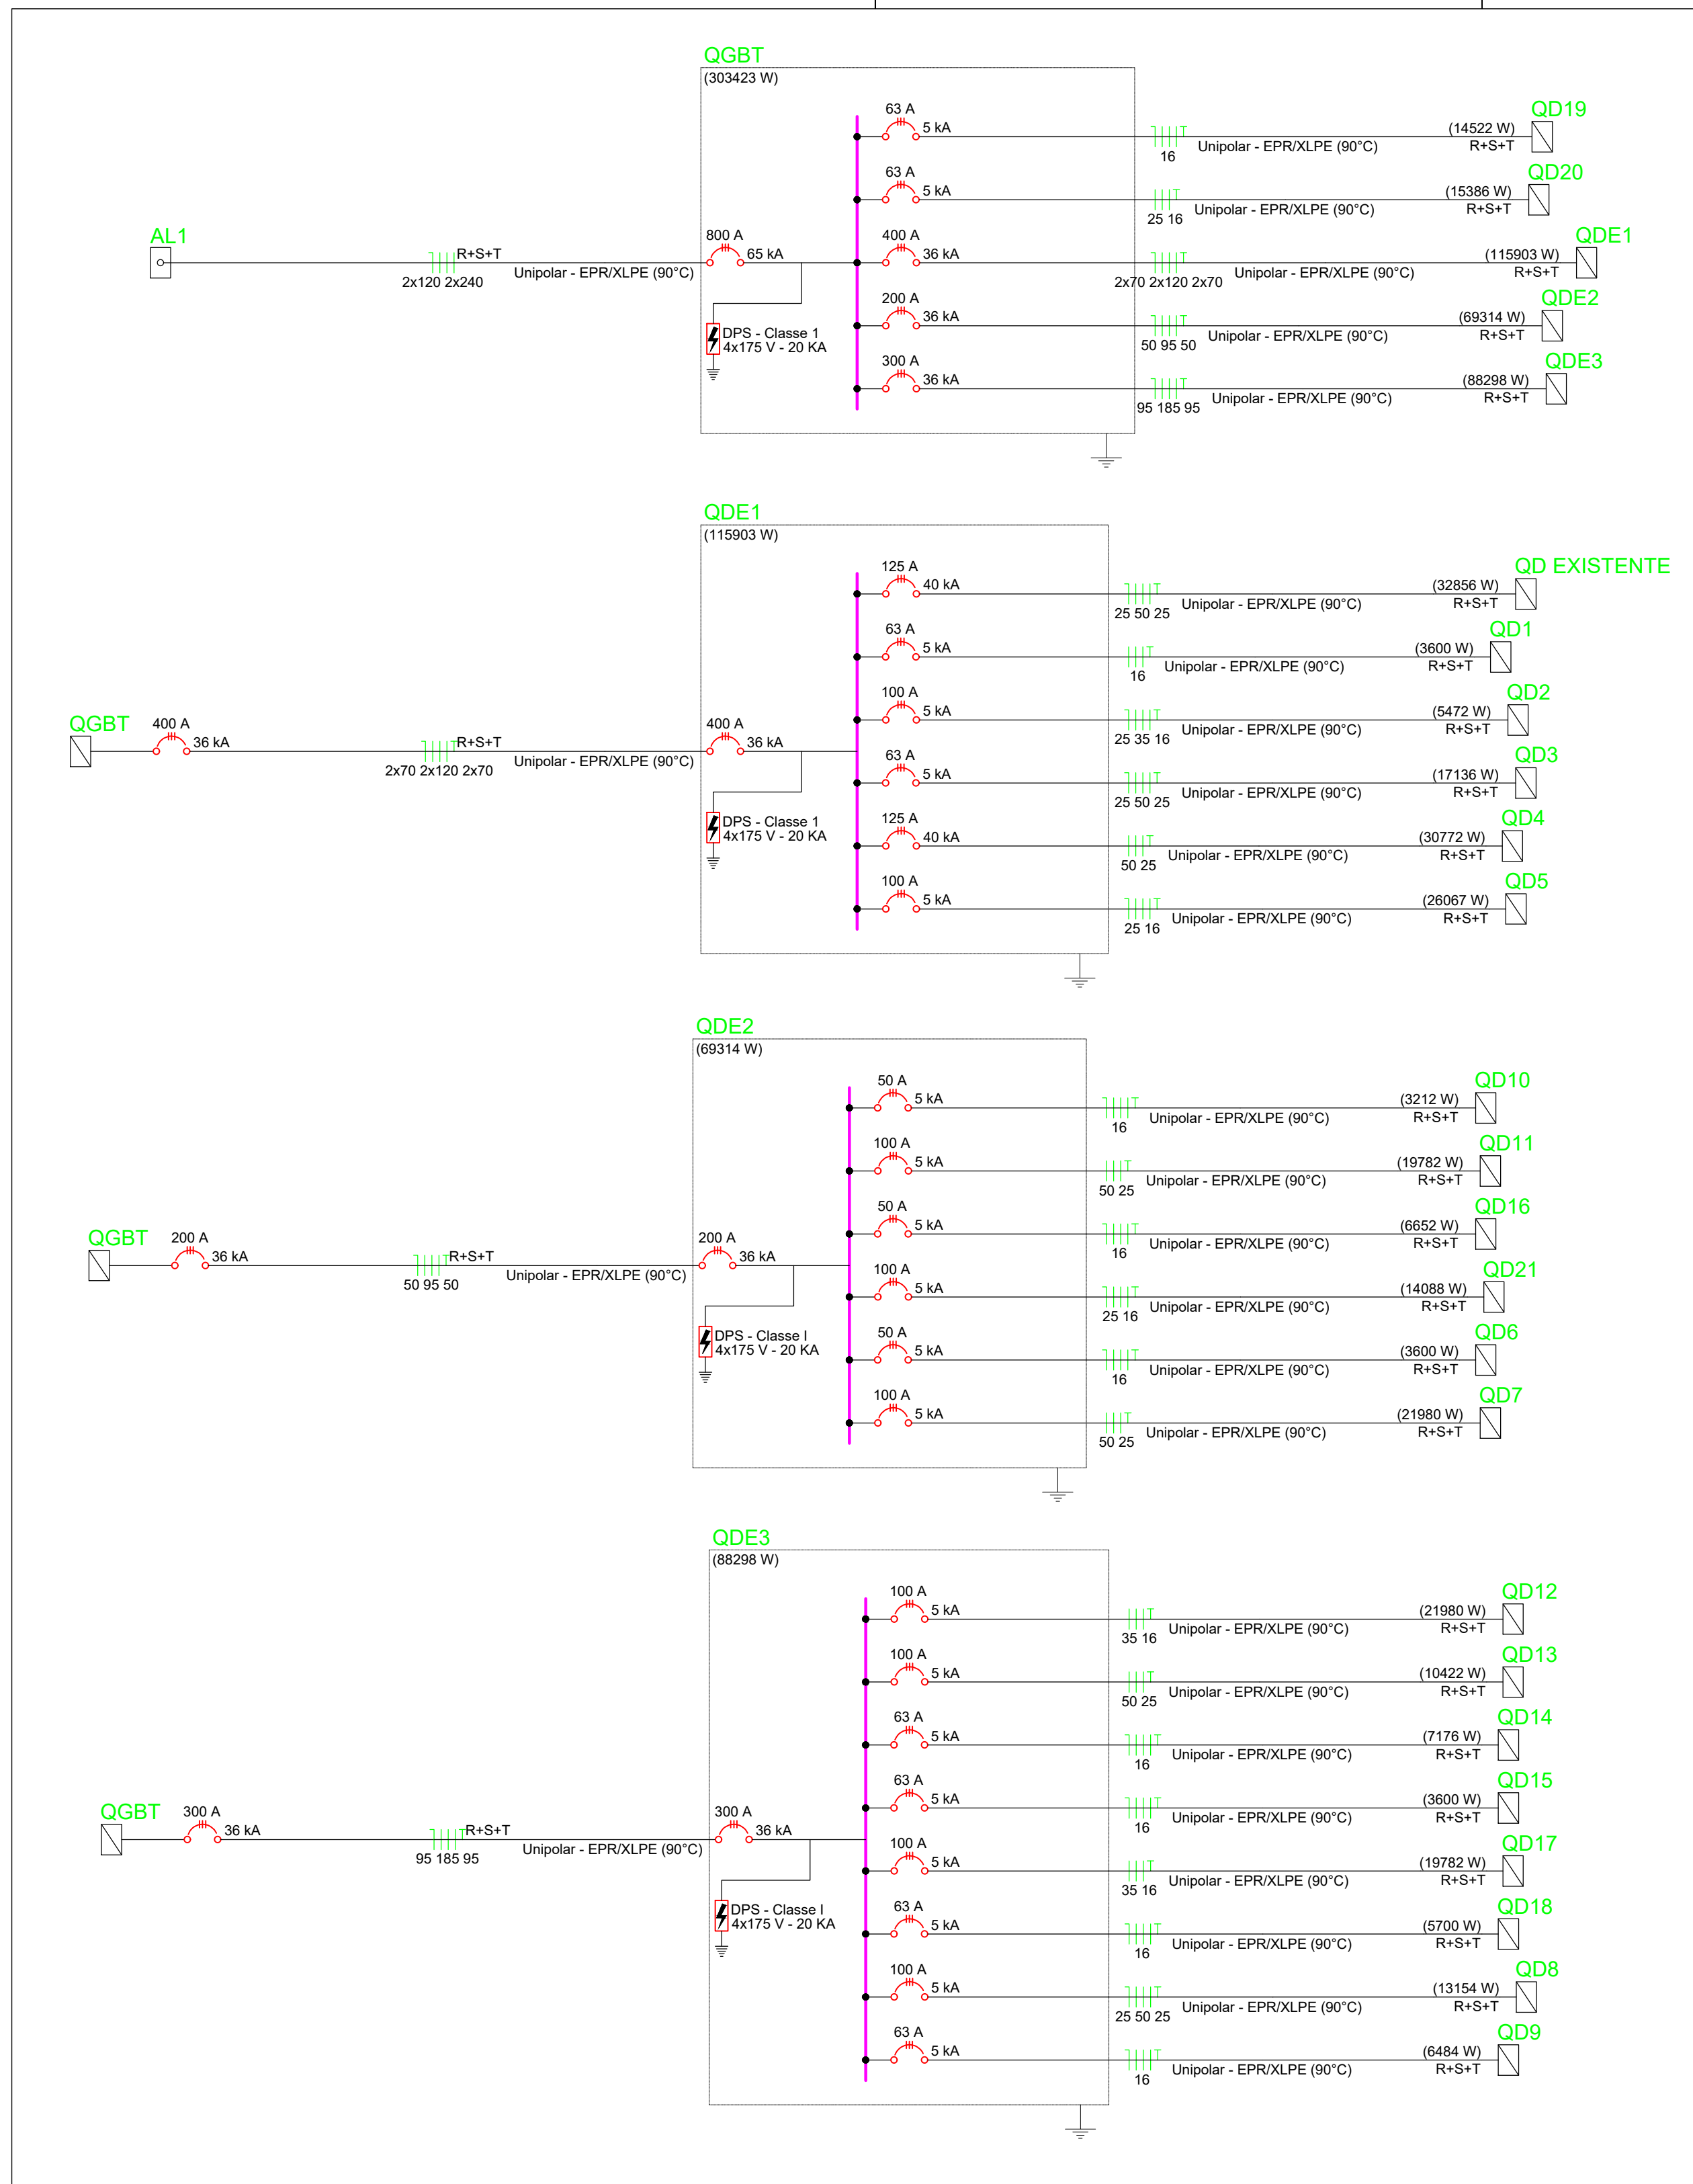 QGBT
(303423 W)
63 A
5 kA
16
Unipolar - EPR/XLPE (90°C)
(14522 W)
R+S+T
QD19
63 A
5 kA
25 16
Unipolar - EPR/XLPE (90°C)
(15386 W)
R+S+T
QD20
AL1
R+S+T
2x120 2x240
Unipolar - EPR/XLPE (90°C)
800 A
65 kA
400 A
36 kA
2x70 2x120 2x70
Unipolar - EPR/XLPE (90°C)
(115903 W)
R+S+T
QDE1
DPS - Classe 1
4x175 V - 20 KA
200 A
36 kA
50 95 50
Unipolar - EPR/XLPE (90°C)
(69314 W)
R+S+T
QDE2
300 A
36 kA
95 185 95
Unipolar - EPR/XLPE (90°C)
(88298 W)
R+S+T
QDE3
QDE1
(115903 W)
125 A
40 kA
25 50 25
Unipolar - EPR/XLPE (90°C)
(32856 W)
R+S+T
QD EXISTENTE
63 A
5 kA
16
Unipolar - EPR/XLPE (90°C)
(3600 W)
R+S+T
QD1
100 A
5 kA
25 35 16
Unipolar - EPR/XLPE (90°C)
(5472 W)
R+S+T
QD2
QGBT
400 A
36 kA
R+S+T
2x70 2x120 2x70
Unipolar - EPR/XLPE (90°C)
400 A
36 kA
63 A
5 kA
25 50 25
Unipolar - EPR/XLPE (90°C)
(17136 W)
R+S+T
QD3
DPS - Classe 1
4x175 V - 20 KA
125 A
40 kA
50 25
Unipolar - EPR/XLPE (90°C)
(30772 W)
R+S+T
QD4
100 A
5 kA
25 16
Unipolar - EPR/XLPE (90°C)
(26067 W)
R+S+T
QD5
QDE2
(69314 W)
50 A
5 kA
16
Unipolar - EPR/XLPE (90°C)
(3212 W)
R+S+T
QD10
100 A
5 kA
50 25
Unipolar - EPR/XLPE (90°C)
(19782 W)
R+S+T
QD11
50 A
5 kA
16
Unipolar - EPR/XLPE (90°C)
(6652 W)
R+S+T
QD16
QGBT
200 A
36 kA
R+S+T
50 95 50
Unipolar - EPR/XLPE (90°C)
200 A
36 kA
100 A
5 kA
25 16
Unipolar - EPR/XLPE (90°C)
(14088 W)
R+S+T
QD21
DPS - Classe I
4x175 V - 20 KA
50 A
5 kA
16
Unipolar - EPR/XLPE (90°C)
(3600 W)
R+S+T
QD6
100 A
5 kA
50 25
Unipolar - EPR/XLPE (90°C)
(21980 W)
R+S+T
QD7
QDE3
(88298 W)
100 A
5 kA
35 16
Unipolar - EPR/XLPE (90°C)
(21980 W)
R+S+T
QD12
100 A
5 kA
50 25
Unipolar - EPR/XLPE (90°C)
(10422 W)
R+S+T
QD13
63 A
5 kA
16
Unipolar - EPR/XLPE (90°C)
(7176 W)
R+S+T
QD14
63 A
5 kA
16
Unipolar - EPR/XLPE (90°C)
(3600 W)
R+S+T
QD15
QGBT
300 A
36 kA
R+S+T
95 185 95
Unipolar - EPR/XLPE (90°C)
300 A
36 kA
100 A
5 kA
35 16
Unipolar - EPR/XLPE (90°C)
(19782 W)
R+S+T
QD17
DPS - Classe I
4x175 V - 20 KA
63 A
5 kA
16
Unipolar - EPR/XLPE (90°C)
(5700 W)
R+S+T
QD18
100 A
5 kA
25 50 25
Unipolar - EPR/XLPE (90°C)
(13154 W)
R+S+T
QD8
63 A
5 kA
16
Unipolar - EPR/XLPE (90°C)
(6484 W)
R+S+T
QD9